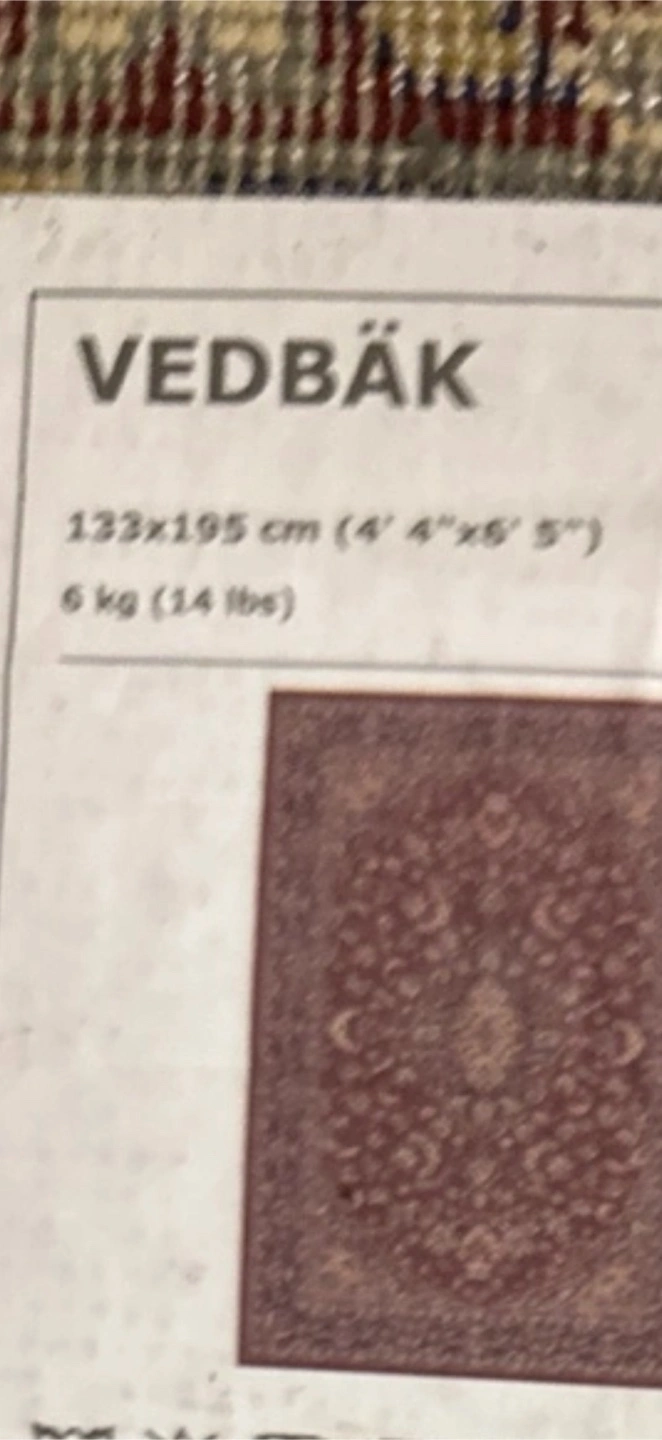 VEDBÄK
133x195 cm (4' 4"x6' 5")
6 kg (14 lbs)